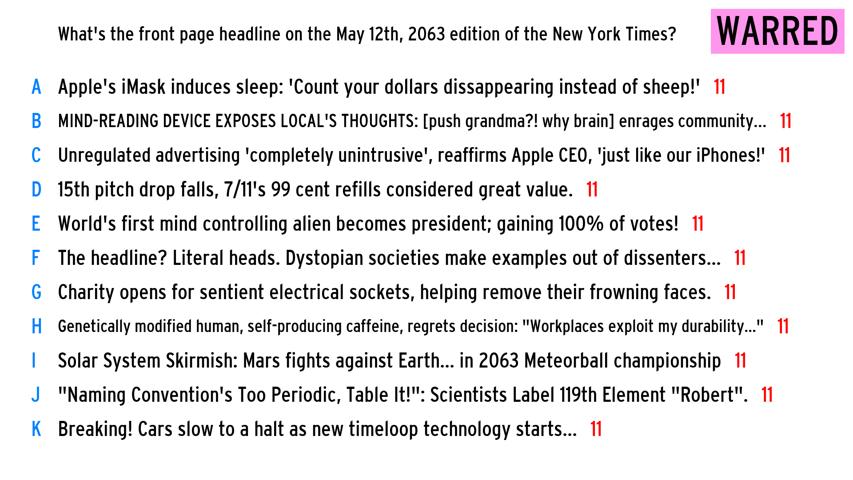 What's the front page headline on the May 12th, 2063 edition of the New York Times? WARRED
A Apple's iMask induces sleep: 'Count your dollars dissappearing instead of sheep!' 11
B MIND-READING DEVICE EXPOSES LOCAL'S THOUGHTS: [push grandma?! why brain] enrages community... 11
C Unregulated advertising 'completely unintrusive', reaffirms Apple CEO, 'just like our iPhones!' 11
D 15th pitch drop falls, 7/11's 99 cent refills considered great value. 11
E World's first mind controlling alien becomes president; gaining 100% of votes! 11
F The headline? Literal heads. Dystopian societies make examples out of dissenters... 11
G Charity opens for sentient electrical sockets, helping remove their frowning faces. 11
H Genetically modified human, self-producing caffeine, regrets decision: "Workplaces exploit my durability..." 11
I Solar System Skirmish: Mars fights against Earth... in 2063 Meteorball championship 11
J "Naming Convention's Too Periodic, Table It!": Scientists Label 119th Element "Robert". 11
K Breaking! Cars slow to a halt as new timeloop technology starts... 11